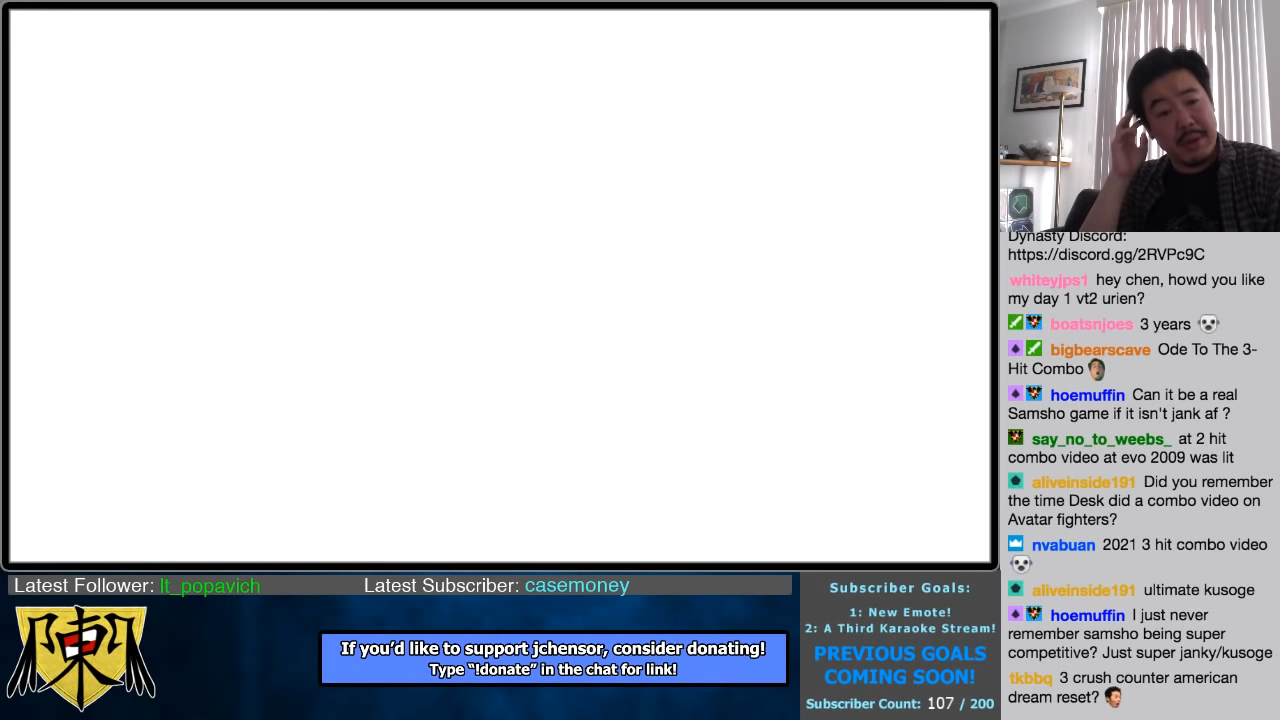 Dynasty Discord:
https://discord.gg/2RVPc9C
whiteyjps1 hey chen, howd you like
my day 1 vt2 urien?
boatsnjoes 3 years
bigbearscave Ode To The 3-
Hit Combo
hoemuffin Can it be a real
Samsho game if it isn't jank af ?
say_no_to_weebs_ at 2 hit
combo video at evo 2009 was lit
aliveinside191 Did you remember
the time Desk did a combo video on
Avatar fighters?
nvabuan 2021 3 hit combo video
aliveinside191 ultimate kusoge
hoemuffin I just never
remember samsho being super
competitive? Just super janky/kusoge
tkbbq 3 crush counter american
dream reset?
Latest Follower: lt_popavich
Latest Subscriber: casemoney
If you'd like to support jchensor, consider donating!
Type "!donate" in the chat for link!
Subscriber Goals:
1: New Emote!
2: A Third Karaoke Stream!
PREVIOUS GOALS
COMING SOON!
Subscriber Count: 107 / 200